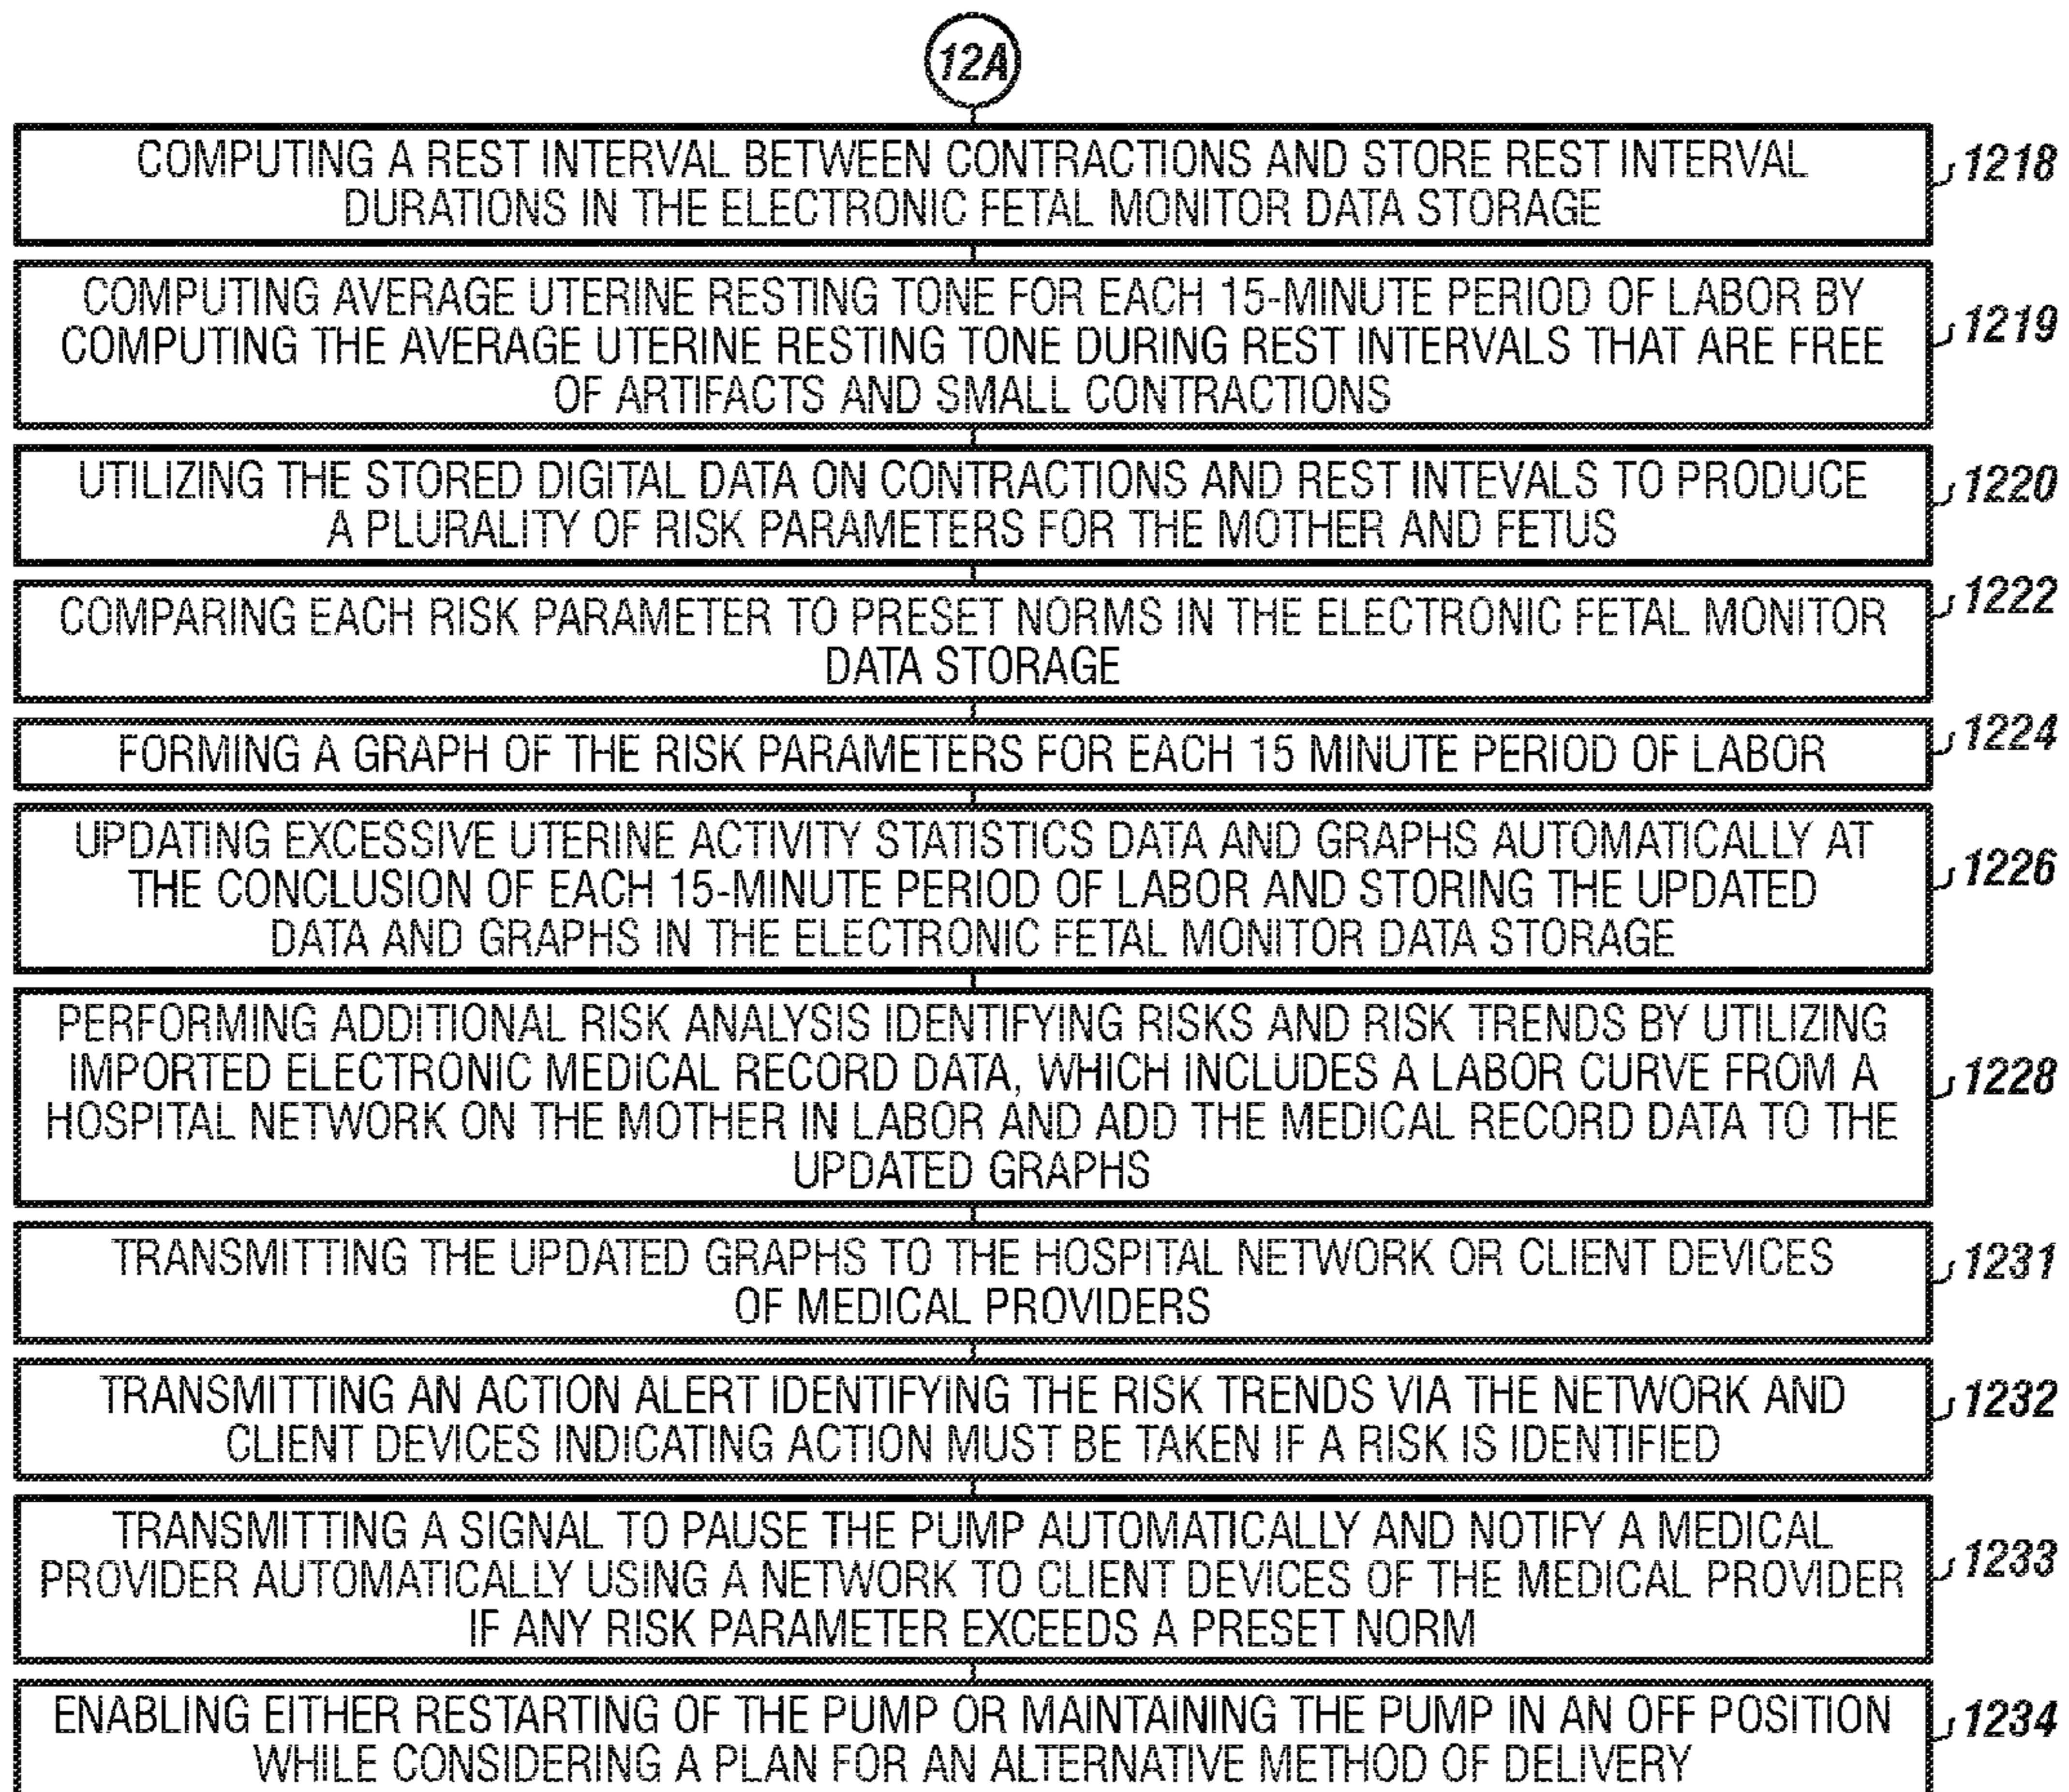 12A
COMPUTING A REST INTERVAL BETWEEN CONTRACTIONS AND STORE REST INTERVAL
DURATIONS IN THE ELECTRONIC FETAL MONITOR DATA STORAGE
1218
COMPUTING AVERAGE UTERINE RESTING TONE FOR EACH 15-MINUTE PERIOD OF LABOR BY
COMPUTING THE AVERAGE UTERINE RESTING TONE DURING REST INTERVALS THAT ARE FREE
OF ARTIFACTS AND SMALL CONTRACTIONS
1219
UTILIZING THE STORED DIGITAL DATA ON CONTRACTIONS AND REST INTEVALS TO PRODUCE
A PLURALITY OF RISK PARAMETERS FOR THE MOTHER AND FETUS
1220
COMPARING EACH RISK PARAMETER TO PRESET NORMS IN THE ELECTRONIC FETAL MONITOR
DATA STORAGE
1222
FORMING A GRAPH OF THE RISK PARAMETERS FOR EACH 15 MINUTE PERIOD OF LABOR
1224
UPDATING EXCESSIVE UTERINE ACTIVITY STATISTICS DATA AND GRAPHS AUTOMATICALLY AT
THE CONCLUSION OF EACH 15-MINUTE PERIOD OF LABOR AND STORING THE UPDATED
DATA AND GRAPHS IN THE ELECTRONIC FETAL MONITOR DATA STORAGE
1226
PERFORMING ADDITIONAL RISK ANALYSIS IDENTIFYING RISKS AND RISK TRENDS BY UTILIZING
IMPORTED ELECTRONIC MEDICAL RECORD DATA, WHICH INCLUDES A LABOR CURVE FROM A
HOSPITAL NETWORK ON THE MOTHER IN LABOR AND ADD THE MEDICAL RECORD DATA TO THE
UPDATED GRAPHS
1228
TRANSMITTING THE UPDATED GRAPHS TO THE HOSPITAL NETWORK OR CLIENT DEVICES
OF MEDICAL PROVIDERS
1231
TRANSMITTING AN ACTION ALERT IDENTIFYING THE RISK TRENDS VIA THE NETWORK AND
CLIENT DEVICES INDICATING ACTION MUST BE TAKEN IF A RISK IS IDENTIFIED
1232
TRANSMITTING A SIGNAL TO PAUSE THE PUMP AUTOMATICALLY AND NOTIFY A MEDICAL
PROVIDER AUTOMATICALLY USING A NETWORK TO CLIENT DEVICES OF THE MEDICAL PROVIDER
IF ANY RISK PARAMETER EXCEEDS A PRESET NORM
1233
ENABLING EITHER RESTARTING OF THE PUMP OR MAINTAINING THE PUMP IN AN OFF POSITION
WHILE CONSIDERING A PLAN FOR AN ALTERNATIVE METHOD OF DELIVERY
1234